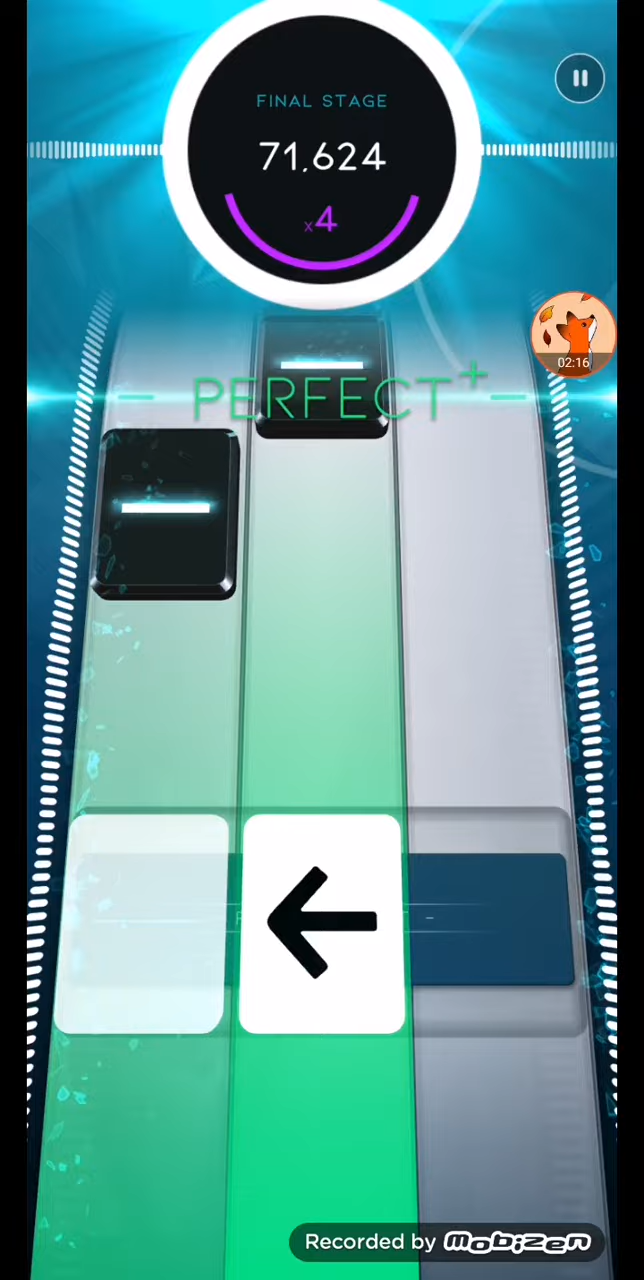 FINAL STAGE
71,624
x4
02:16
- PERFECT+ -
Recorded by mobizen